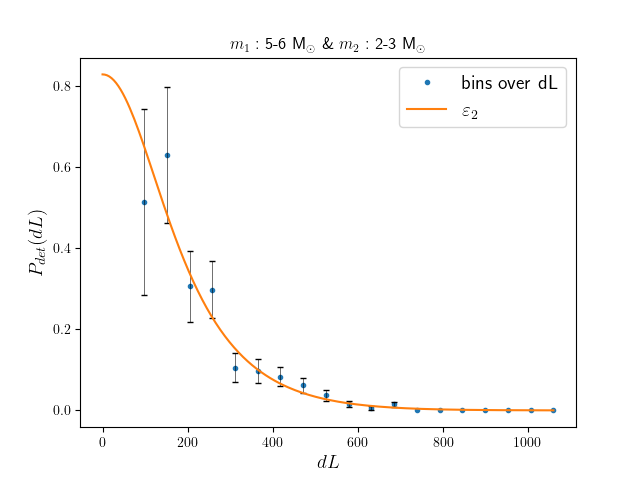 m₁ : 5-6 M⊙ & m₂ : 2-3 M⊙
bins over dL
ε₂
P_det(dL)
0.8
0.6
0.4
0.2
0.0
0 200 400 600 800 1000
dL